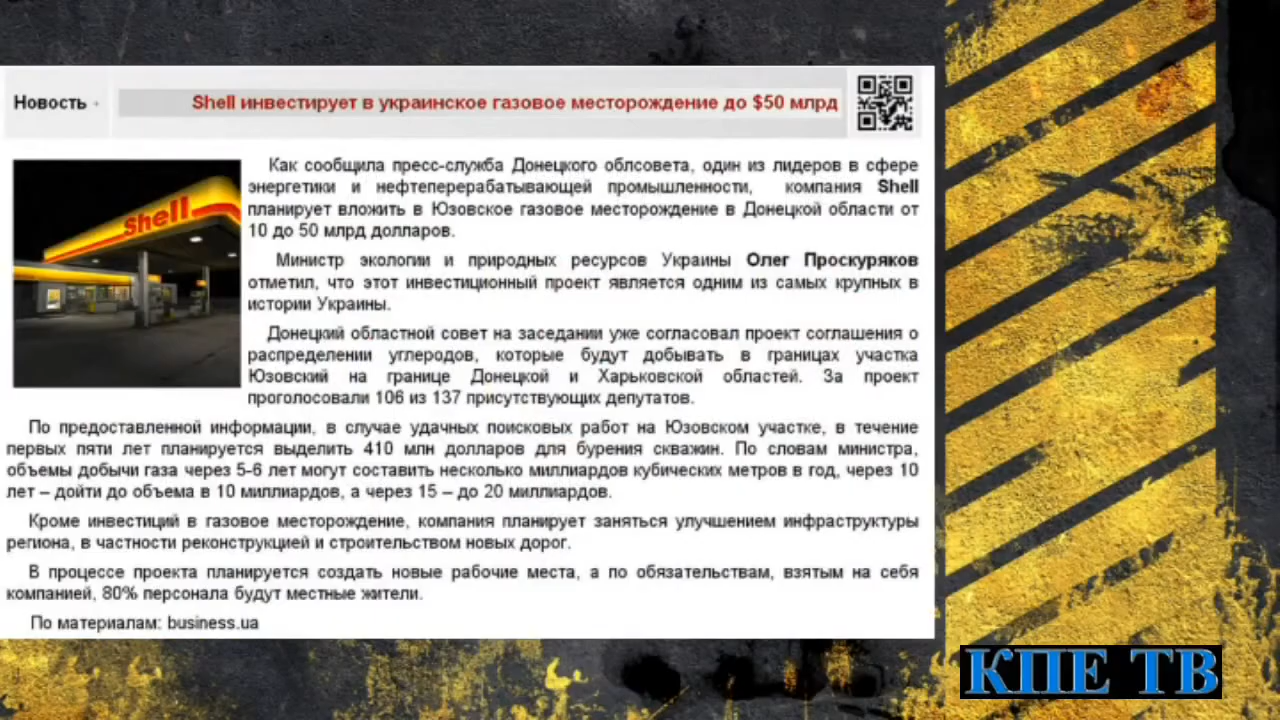 Новость
Shell инвестирует в украинское газовое месторождение до $50 млрд
Shell
Как сообщила пресс-служба Донецкого облсовета, один из лидеров в сфере
энергетики и нефтеперерабатывающей промышленности, компания Shell
планирует вложить в Юзовское газовое месторождение в Донецкой области от
10 до 50 млрд долларов.
Министр экологии и природных ресурсов Украины Олег Проскуряков
отметил, что этот инвестиционный проект является одним из самых крупных в
истории Украины.
Донецкий областной совет на заседании уже согласовал проект соглашения о
распределении углеродов, которые будут добывать в границах участка
Юзовский на границе Донецкой и Харьковской областей. За проект
проголосовали 106 из 137 присутствующих депутатов.
По предоставленной информации, в случае удачных поисковых работ на Юзовском участке, в течение
первых пяти лет планируется выделить 410 млн долларов для бурения скважин. По словам министра,
объемы добычи газа через 5-6 лет могут составить несколько миллиардов кубических метров в год, через 10
лет – дойти до объема в 10 миллиардов, а через 15 – до 20 миллиардов.
Кроме инвестиций в газовое месторождение, компания планирует заняться улучшением инфраструктуры
региона, в частности реконструкцией и строительством новых дорог.
В процессе проекта планируется создать новые рабочие места, а по обязательствам, взятым на себя
компанией, 80% персонала будут местные жители.
По материалам: business.ua
КПЕ ТВ